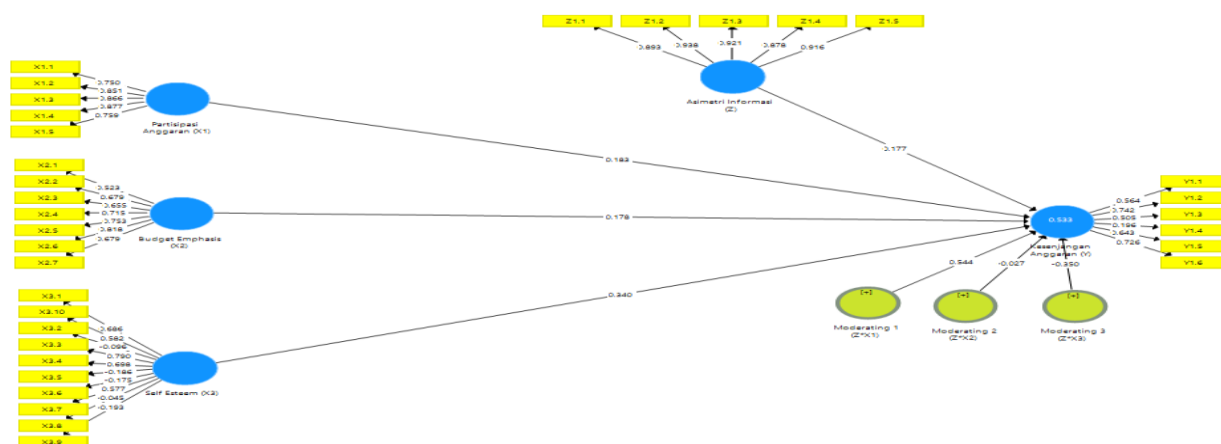 Z1.1
Z1.2
Z1.3
Z1.4
Z1.5
0.893
0.938
0.921
0.878
0.916
Asimetri Informasi
(Z)
X1.1
X1.2
X1.3
X1.4
X1.5
0.750
0.851
0.866
0.877
0.759
Partisipasi
Anggaran (X1)
0.183
0.177
X2.1
X2.2
X2.3
X2.4
X2.5
X2.6
X2.7
0.523
0.679
0.655
0.715
0.753
0.818
0.679
Budget Emphasis
(X2)
0.178
0.533
Kesenjangan
Anggaran (Y)
Y1.1
Y1.2
Y1.3
Y1.4
Y1.5
Y1.6
0.564
0.742
0.505
0.196
0.643
0.726
0.544
-0.027
-0.350
[+]
[+]
[+]
Moderating 1
(Z*X1)
Moderating 2
(Z*X2)
Moderating 3
(Z*X3)
X3.1
X3.10
X3.2
X3.3
X3.4
X3.5
X3.6
X3.7
X3.8
X3.9
0.686
0.582
-0.096
0.790
0.698
-0.186
-0.175
0.577
-0.045
-0.193
Self Esteem (X3)
0.340